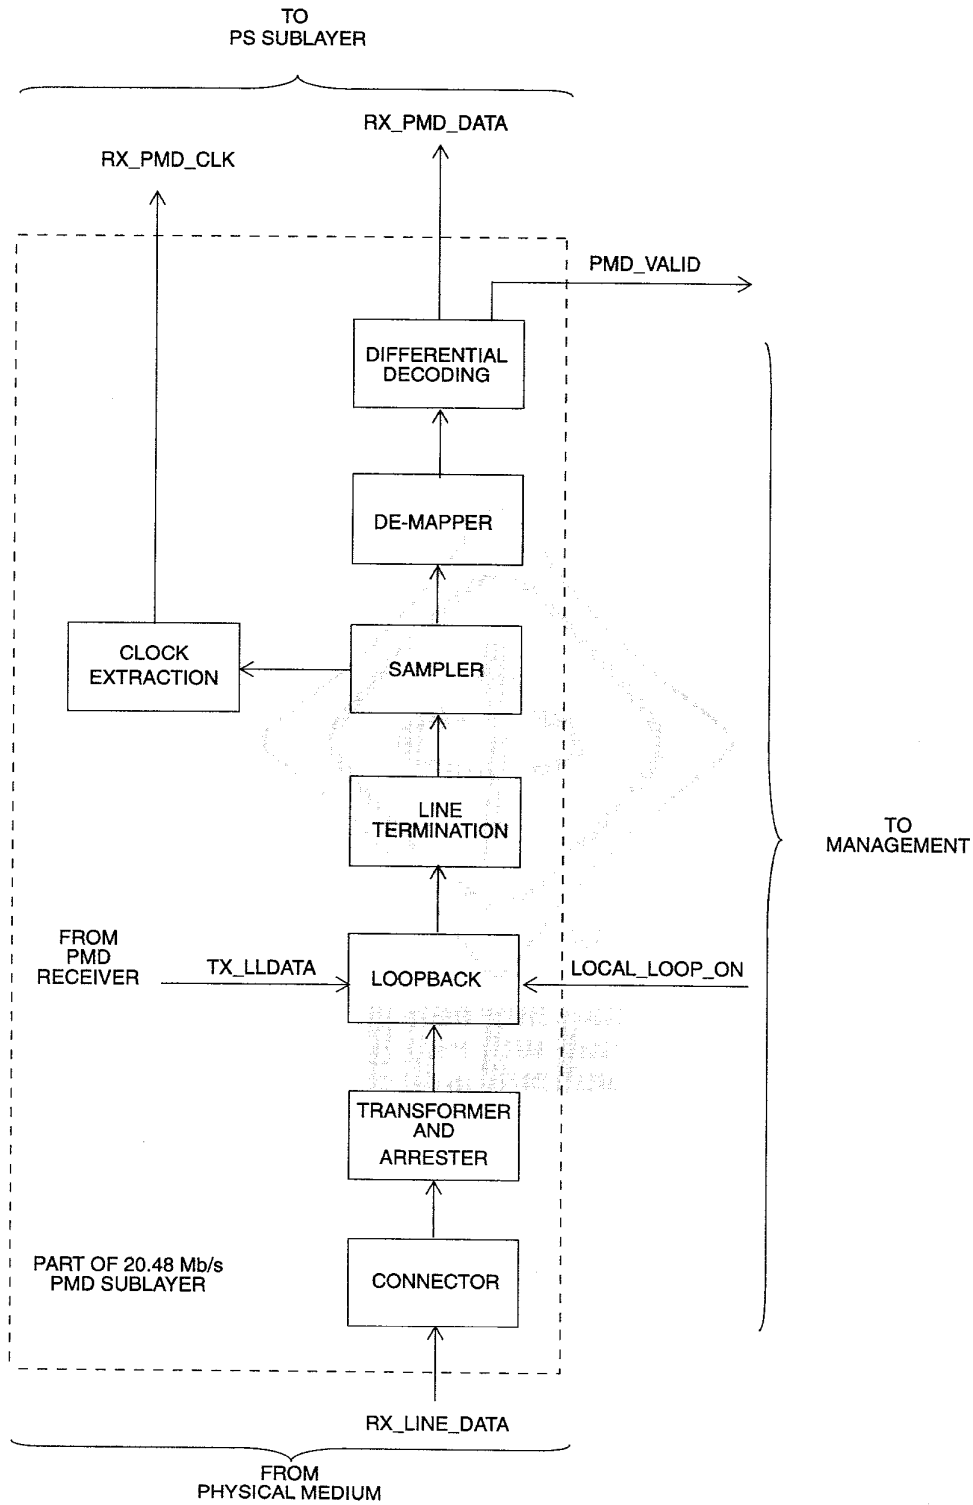 TO
PS SUBLAYER
RX_PMD_DATA
RX_PMD_CLK
PMD_VALID
DIFFERENTIAL
DECODING
DE-MAPPER
CLOCK
EXTRACTION
SAMPLER
LINE
TERMINATION
TO
MANAGEMENT
FROM
PMD
RECEIVER
TX_LLDATA
LOOPBACK
LOCAL_LOOP_ON
TRANSFORMER
AND
ARRESTER
PART OF 20.48 Mb/s
PMD SUBLAYER
CONNECTOR
RX_LINE_DATA
FROM
PHYSICAL MEDIUM